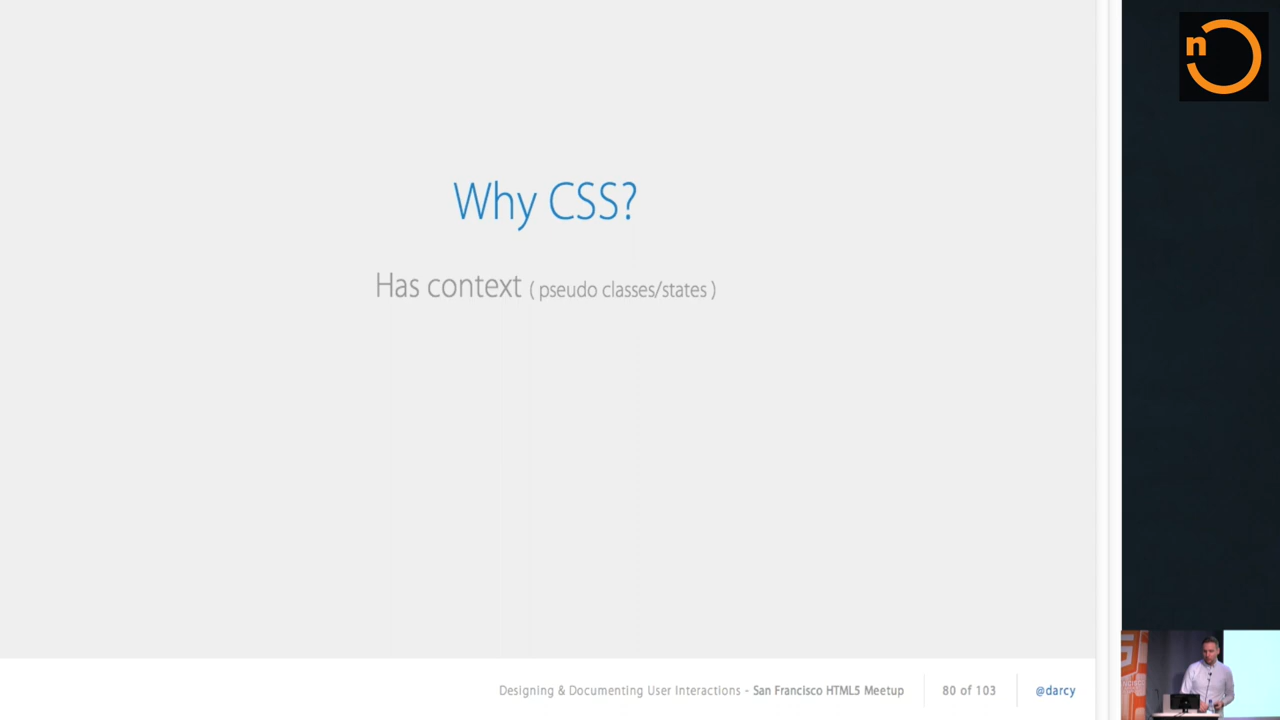 n
Why CSS?
Has context ( pseudo classes/states )
Designing & Documenting User Interactions - San Francisco HTML5 Meetup
80 of 103
@darcy